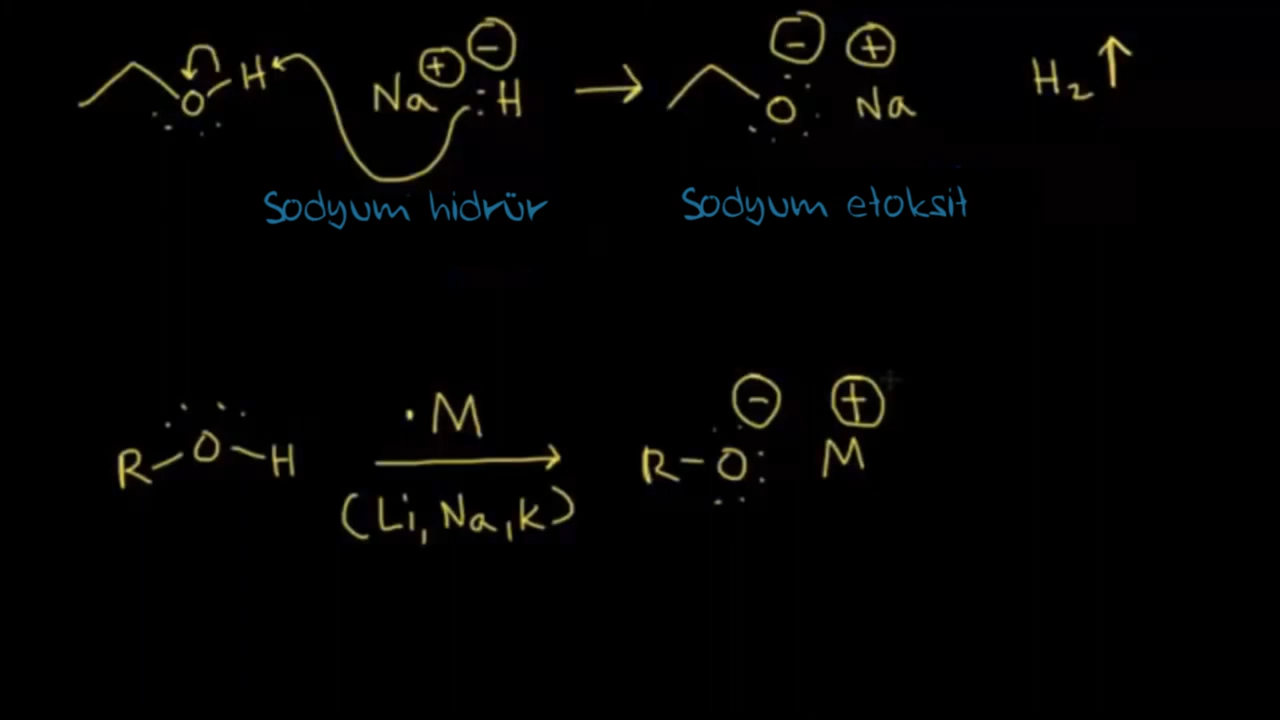 O H Na⊕ :H⊖ → O⊖ Na⊕ H₂↑
Sodyum hidrür Sodyum etoksit
R-O-H ·M → R-O:⊖ M⊕
(Li, Na, K)